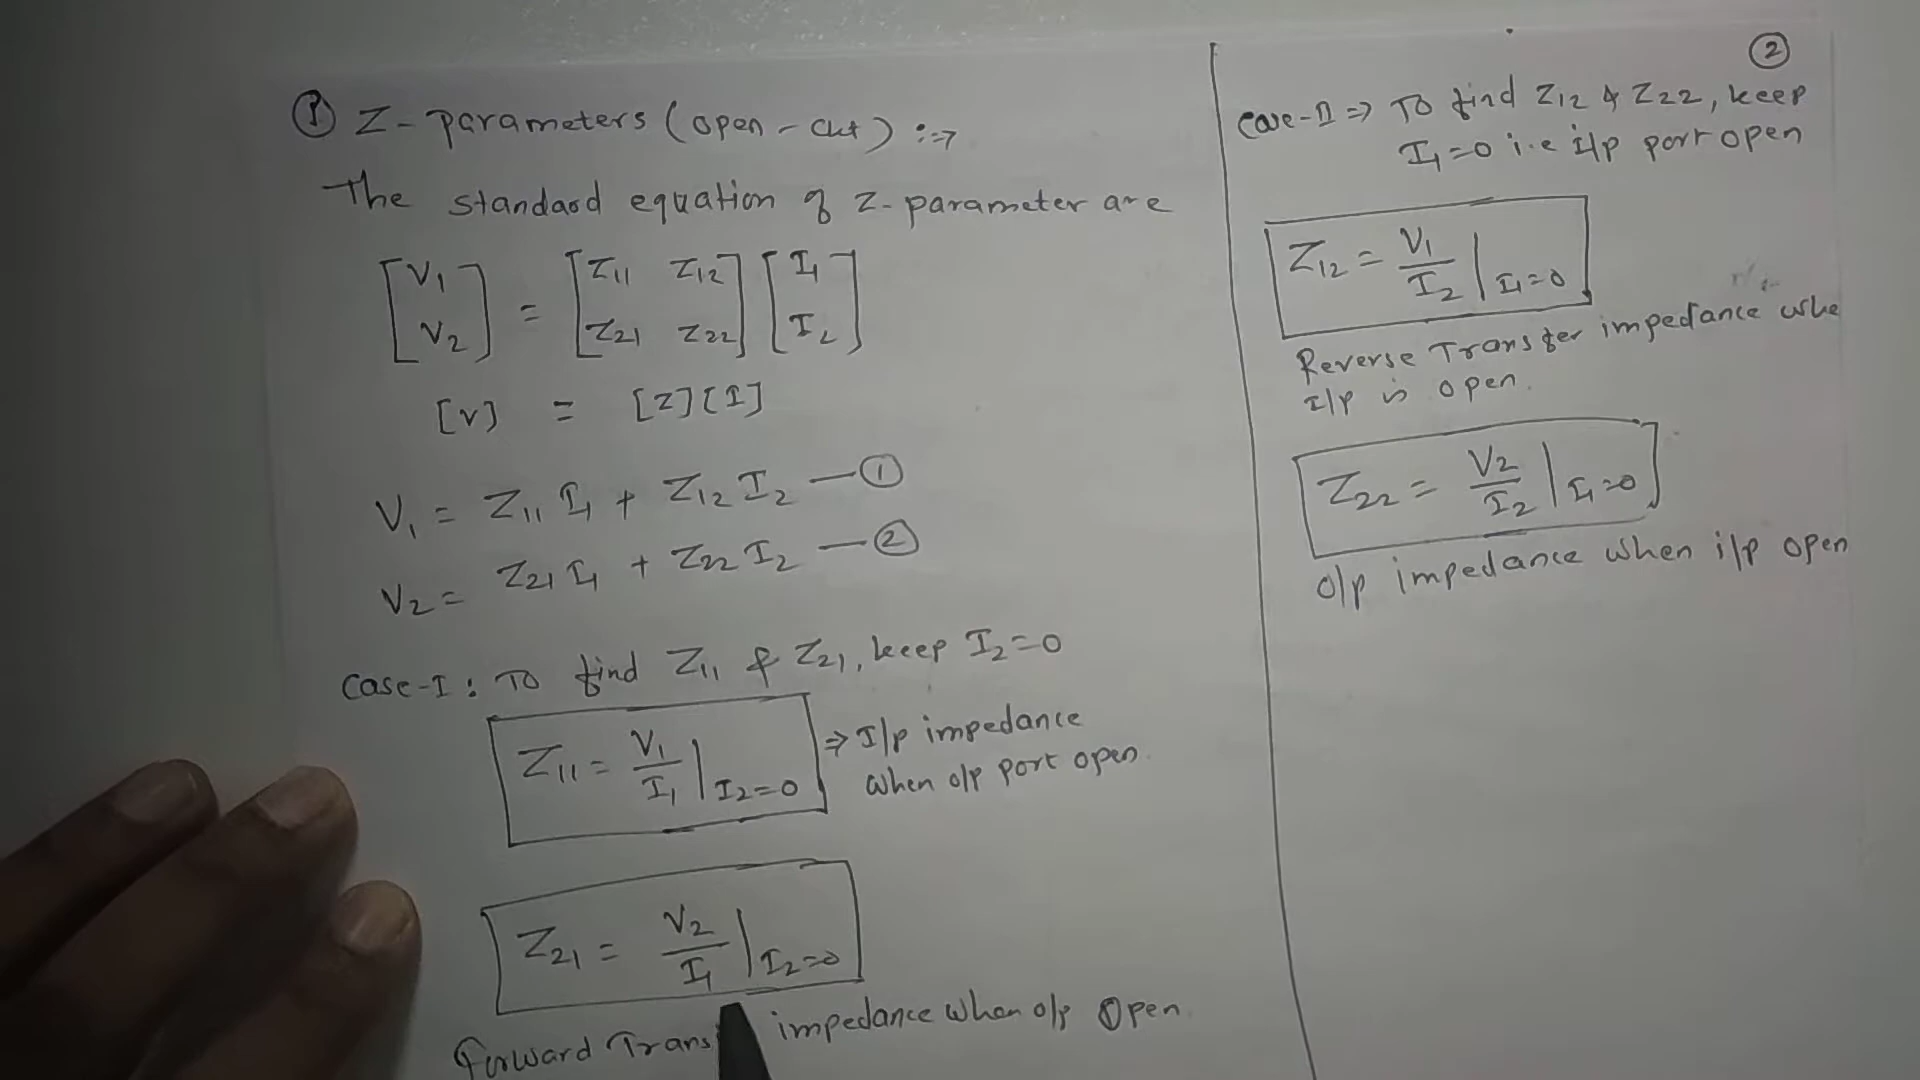 ① Z-parameters (open-ckt) :→
The standard equation of Z-parameter are
[V1 V2] = [Z11 Z12 Z21 Z22] [I1 I2]
[V] = [Z][I]
V1 = Z11 I1 + Z12 I2 —①
V2 = Z21 I1 + Z22 I2 —②
Case-I : To find Z11 & Z21, keep I2=0
Z11 = V1/I1 | I2=0 ⇒ I/p impedance
when o/p port open.
Z21 = V2/I1 | I2=0
Forward Trans impedance when o/p open.
②
Case-II ⇒ To find Z12 & Z22, keep
I1=0 i.e i/p port open
Z12 = V1/I2 | I1=0
Reverse Transfer impedance whe
I/p is open.
Z22 = V2/I2 | I1=0
o/p impedance when i/p open